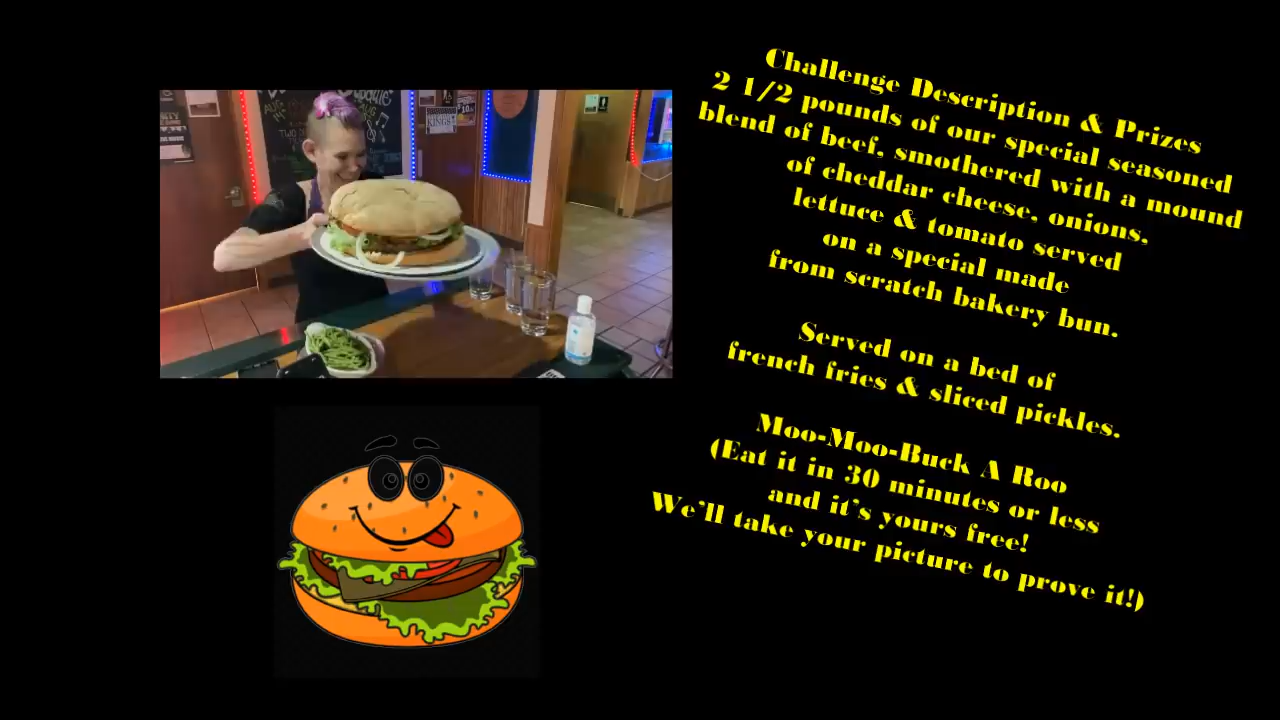 Challenge Description & Prizes
2 1/2 pounds of our special seasoned
blend of beef, smothered with a mound
of cheddar cheese, onions,
lettuce & tomato served
on a special made
from scratch bakery bun.
Served on a bed of
french fries & sliced pickles.
Moo-Moo-Buck A Roo
(Eat it in 30 minutes or less
and it's yours free!
We'll take your picture to prove it!)